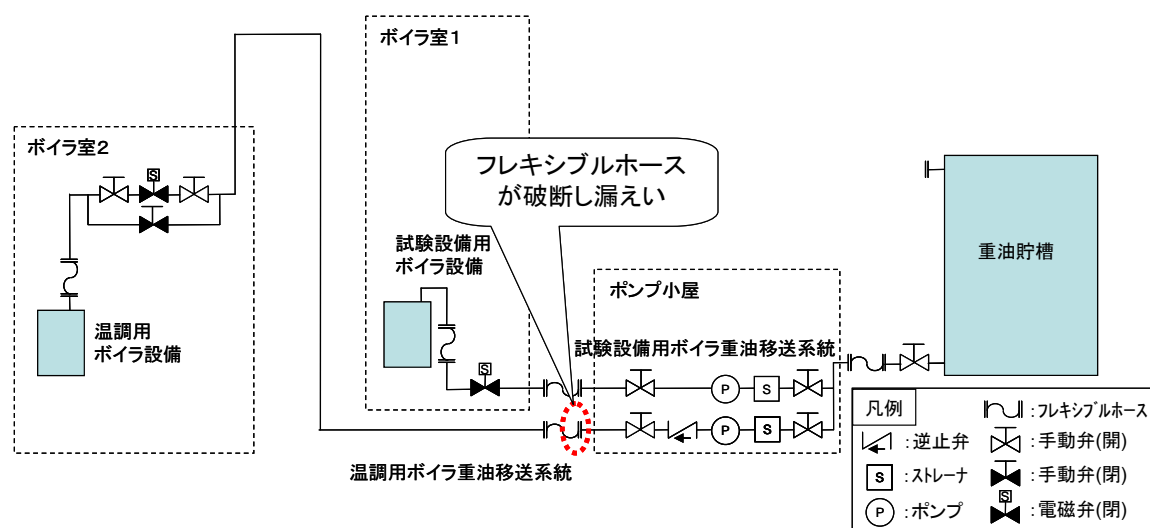 ボイラ室1
ボイラ室2
S
フレキシブルホース
が破断し漏えい
試験設備用
ボイラ設備
S
温調用
ボイラ設備
ポンプ小屋
試験設備用ボイラ重油移送系統
P
S
P
S
温調用ボイラ重油移送系統
重油貯槽
凡例
:フレキシブルホース
:逆止弁
:手動弁(開)
S
:ストレーナ
:手動弁(閉)
P
:ポンプ
S
:電磁弁(閉)